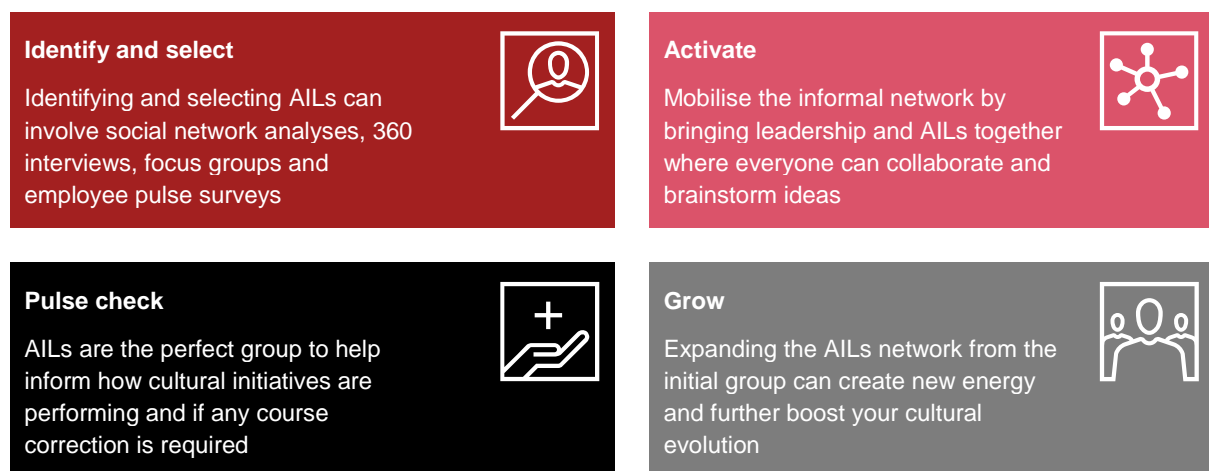 Identify and select
Identifying and selecting AILs can
involve social network analyses, 360
interviews, focus groups and
employee pulse surveys
Activate
Mobilise the informal network by
bringing leadership and AILs together
where everyone can collaborate and
brainstorm ideas
Pulse check
AILs are the perfect group to help
inform how cultural initiatives are
performing and if any course
correction is required
Grow
Expanding the AILs network from the
initial group can create new energy
and further boost your cultural
evolution